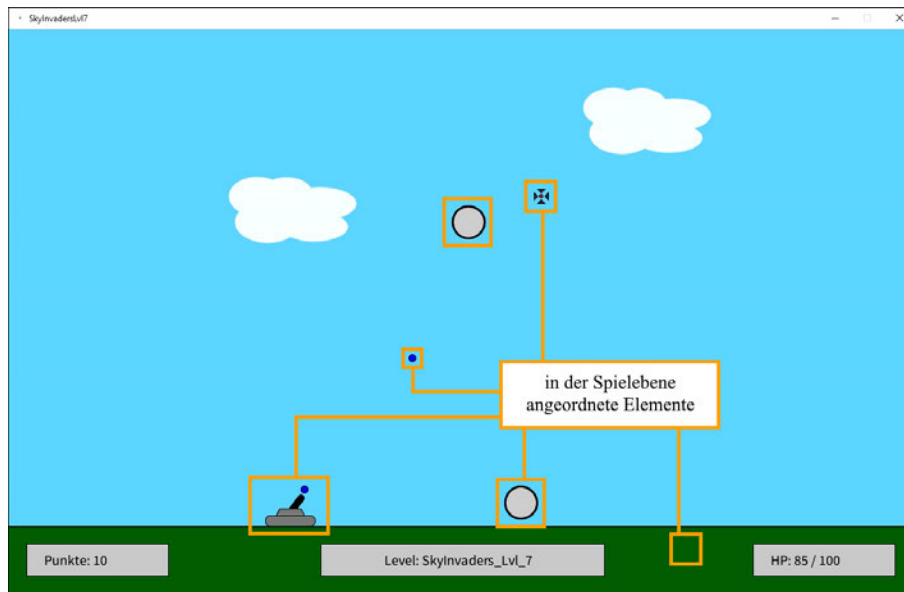 SkyInvadersLvl7
in der Spielebene
angeordnete Elemente
Punkte: 10
Level: SkyInvaders_Lvl_7
HP: 85 / 100